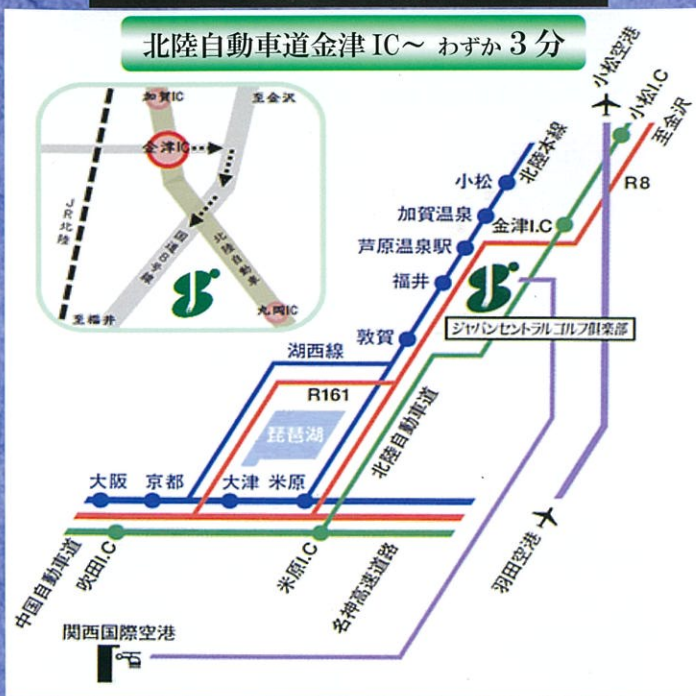 北陸自動車道金津 IC～ わずか 3 分
加賀IC
至金沢
金津IC
JR北陸
国道8号線
北陸自動車
至福井
丸岡IC
小松空港
小松I.C
至金沢
北陸本線
R8
小松
加賀温泉
金津I.C
芦原温泉駅
福井
ジャパンセントラルゴルフ倶楽部
敦賀
湖西線
R161
北陸自動車道
琵琶湖
大阪
京都
大津
米原
中国自動車道
吹田I.C
米原I.C
名神高速道路
羽田空港
関西国際空港